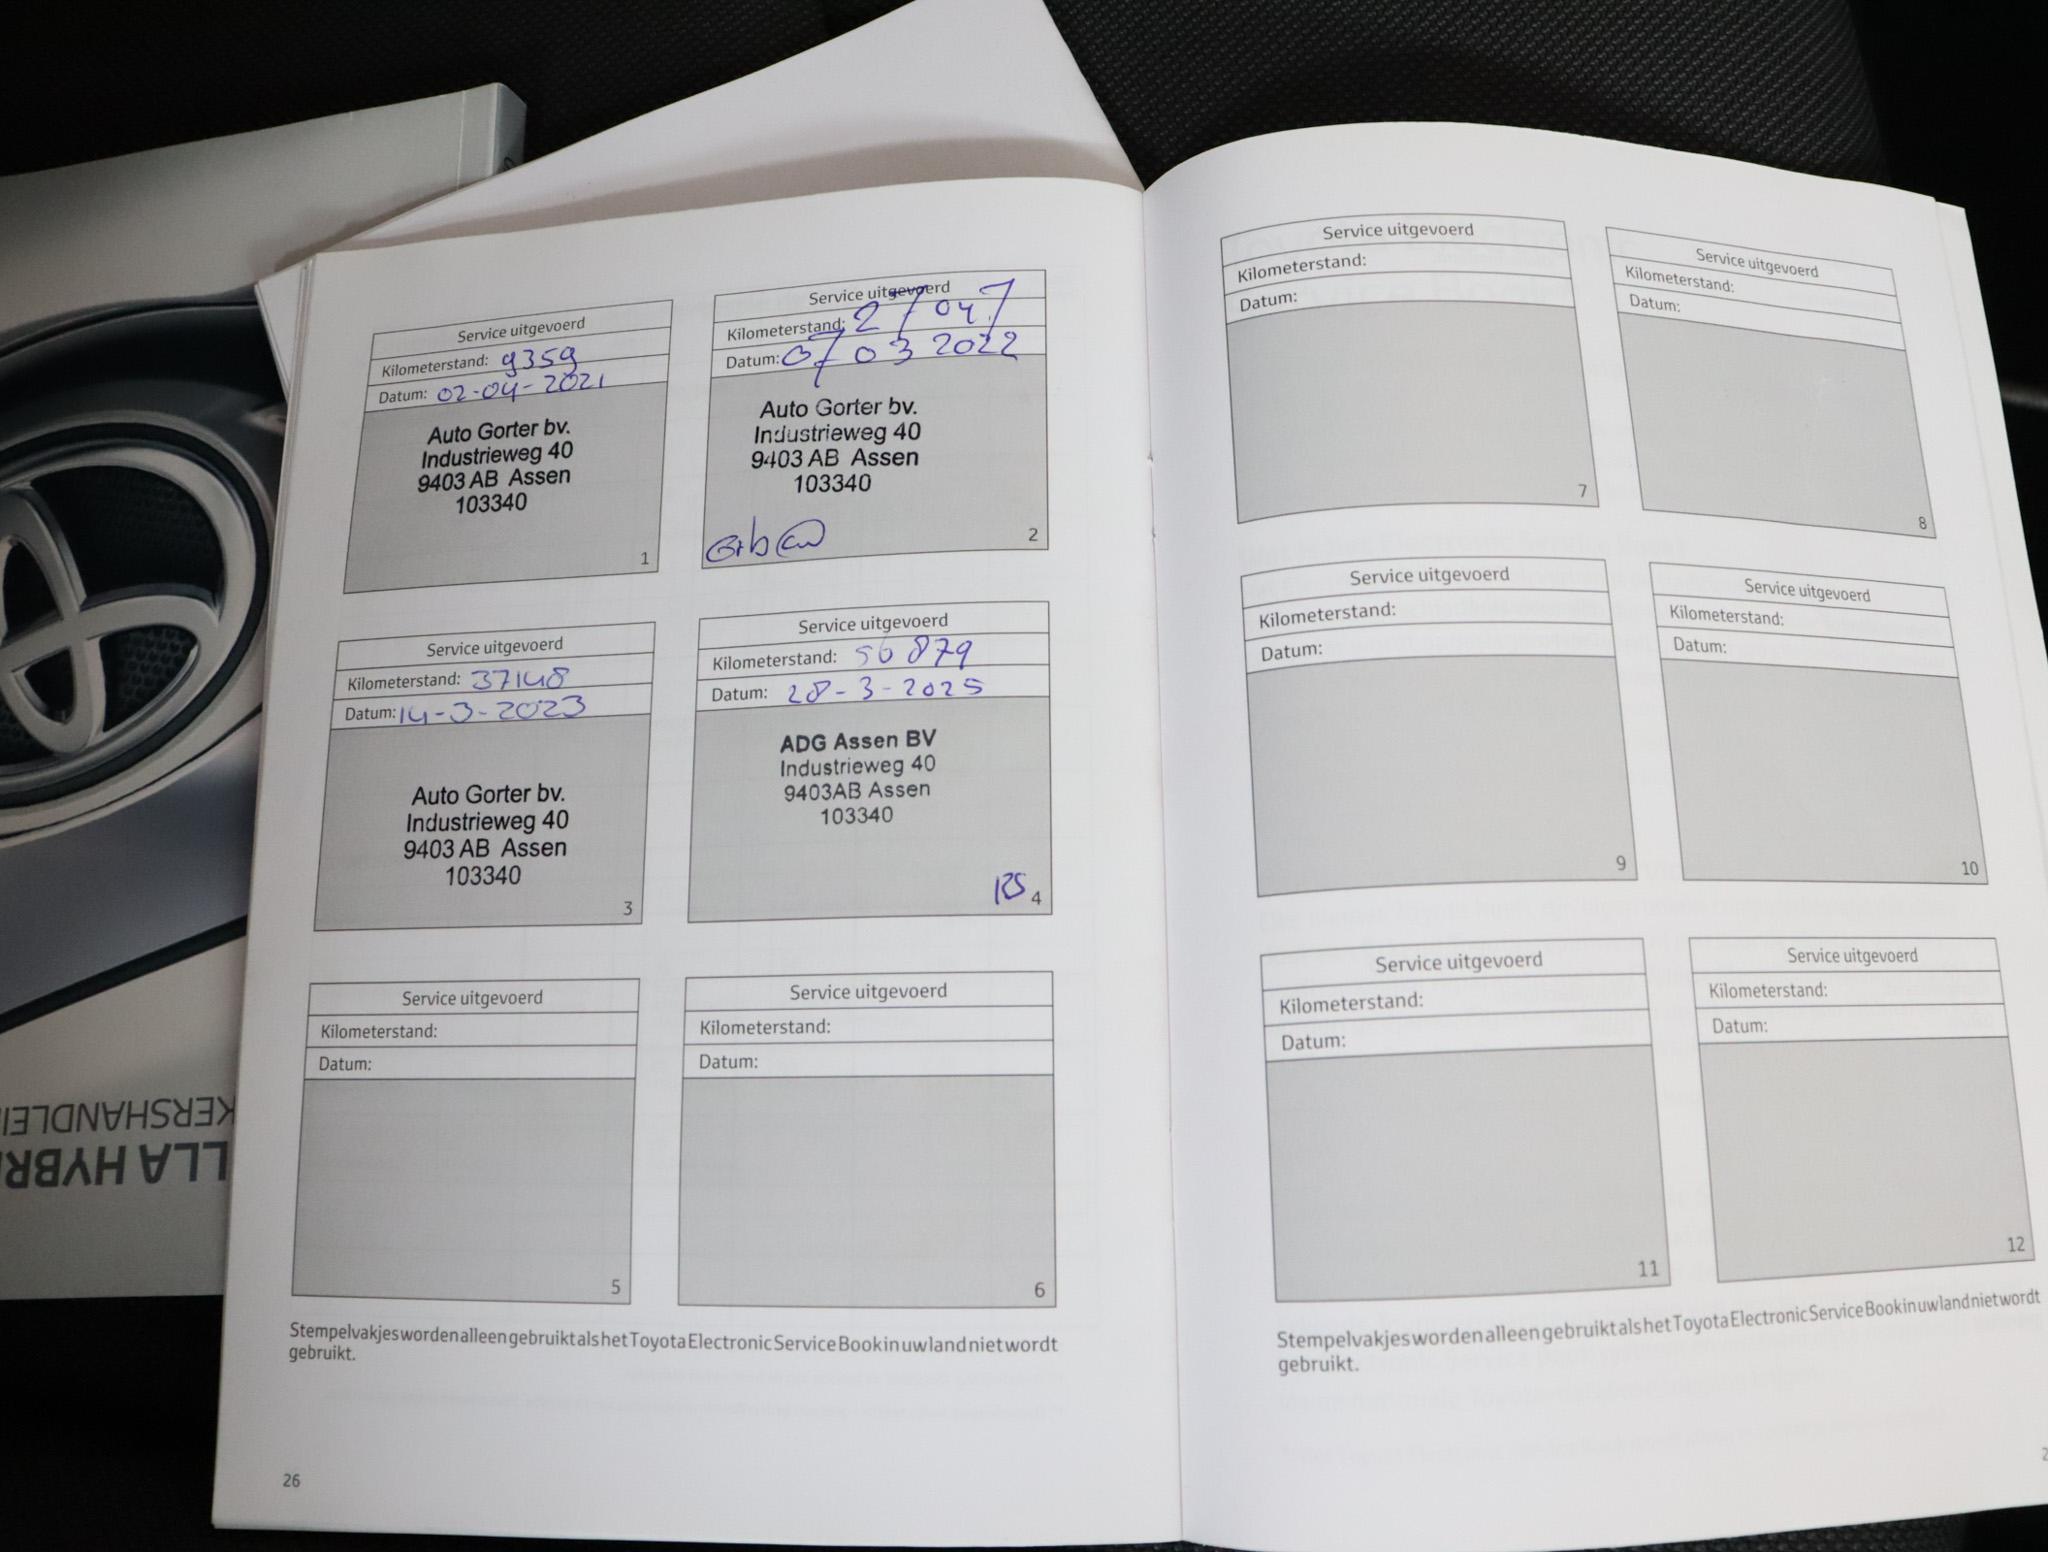 Service uitgevoerd
Kilometerstand: 9359
Datum: 02-04-2021
Auto Gorter bv.
Industrieweg 40
9403 AB Assen
103340
1
Service uitgevoerd
Kilometerstand: 27047
Datum: 07 03 2022
Auto Gorter bv.
Industrieweg 40
9403 AB Assen
103340
2
Service uitgevoerd
Kilometerstand: 37148
Datum: 14-3-2023
Auto Gorter bv.
Industrieweg 40
9403 AB Assen
103340
3
Service uitgevoerd
Kilometerstand: 56879
Datum: 28-3-2025
ADG Assen BV
Industrieweg 40
9403AB Assen
103340
4
Service uitgevoerd
Kilometerstand:
Datum:
5
Service uitgevoerd
Kilometerstand:
Datum:
6
Stempelvakjes worden alleen gebruikt als het Toyota Electronic Service Book in uw land niet wordt
gebruikt.
26
Service uitgevoerd
Kilometerstand:
Datum:
7
Service uitgevoerd
Kilometerstand:
Datum:
8
Service uitgevoerd
Kilometerstand:
Datum:
9
Service uitgevoerd
Kilometerstand:
Datum:
10
Service uitgevoerd
Kilometerstand:
Datum:
11
Service uitgevoerd
Kilometerstand:
Datum:
12
Stempelvakjes worden alleen gebruikt als het Toyota Electronic Service Book in uw land niet wordt
gebruikt.
LLA HYBRI
KERSHANDLEI